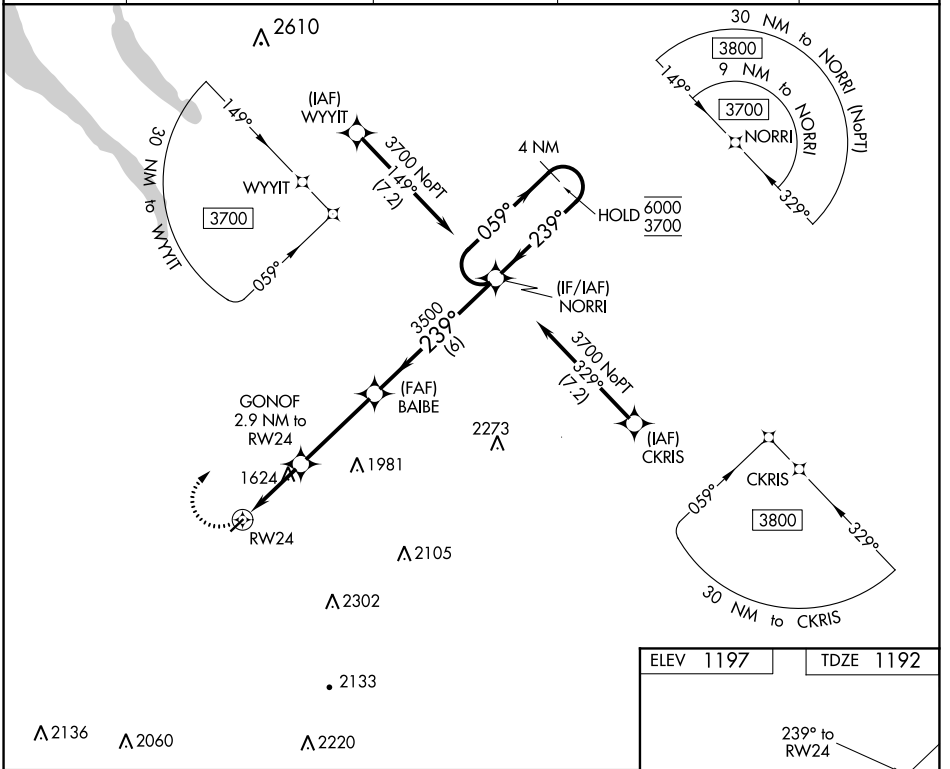 2610
30 NM to NORRI (NoPT)
3800
9 NM to NORRI
3700
149°
NORRI
329°
(IAF)
WYYIT
3700 NoPT
149°
(7.2)
149°
WYYIT
3700
30 NM to WYYIT
059°
4 NM
059°
239°
HOLD 6000
3700
(IF/IAF)
NORRI
3500
239°
(6)
3700 NoPT
329°
(7.2)
(FAF)
BAIBE
GONOF
2.9 NM to
RW24
2273
(IAF)
CKRIS
1624
1981
RW24
CKRIS
059°
3800
329°
30 NM to CKRIS
2105
2302
2133
ELEV 1197
TDZE 1192
2136
2060
2220
239° to
RW24